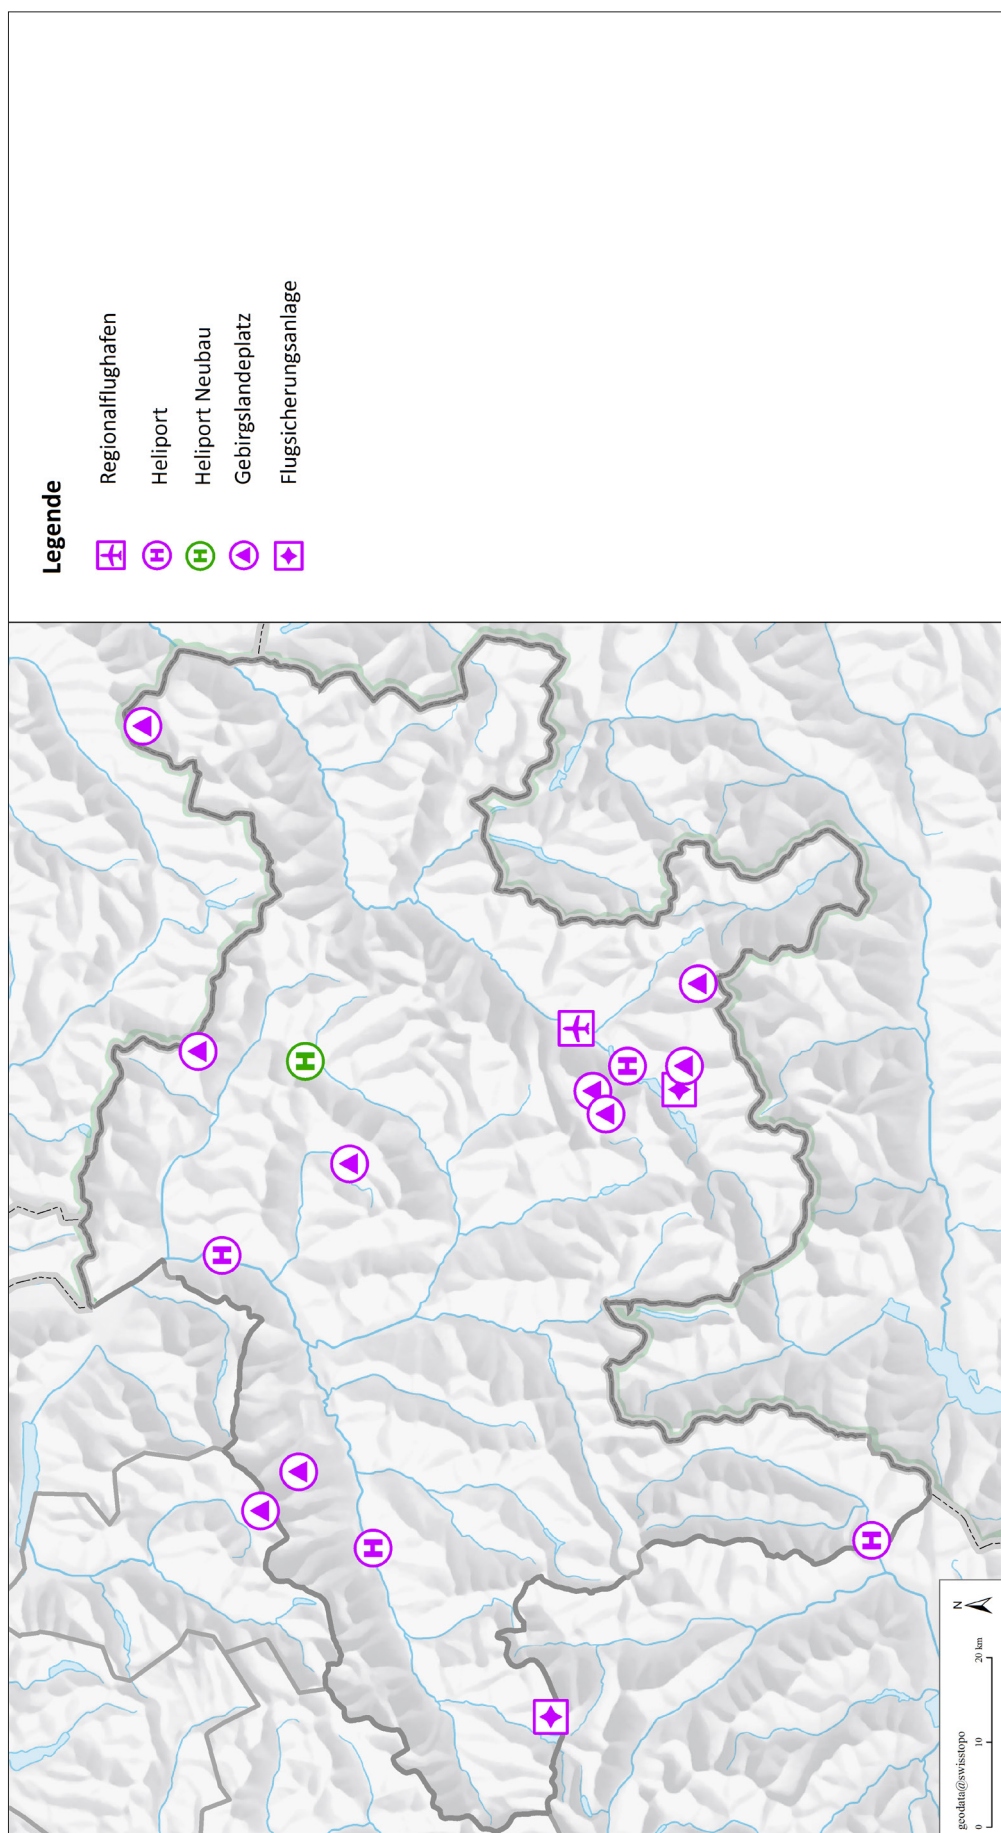 Legende
Regionalflughafen
H Heliport
H Heliport Neubau
Gebirgslandeplatz
Flugsicherungsanlage
H
H
H
H
H
geodata@swisstopo
N
0 10 20 km